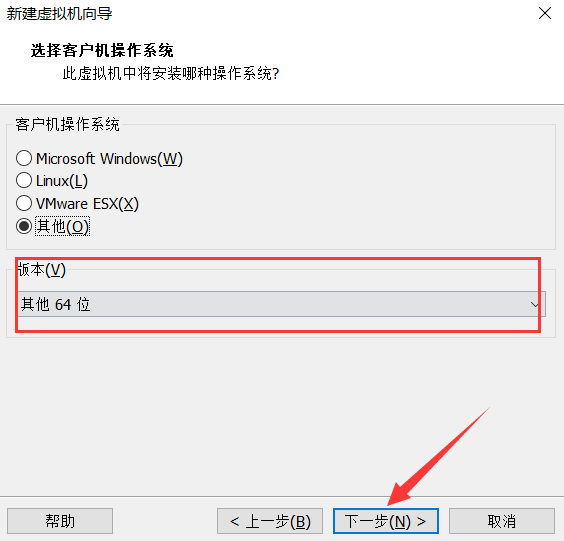 新建虚拟机向导
选择客户机操作系统
此虚拟机中将安装哪种操作系统?
客户机操作系统
Microsoft Windows(W)
Linux(L)
VMware ESX(X)
其他(O)
版本(V)
其他 64 位
帮助
< 上一步(B)
下一步(N) >
取消